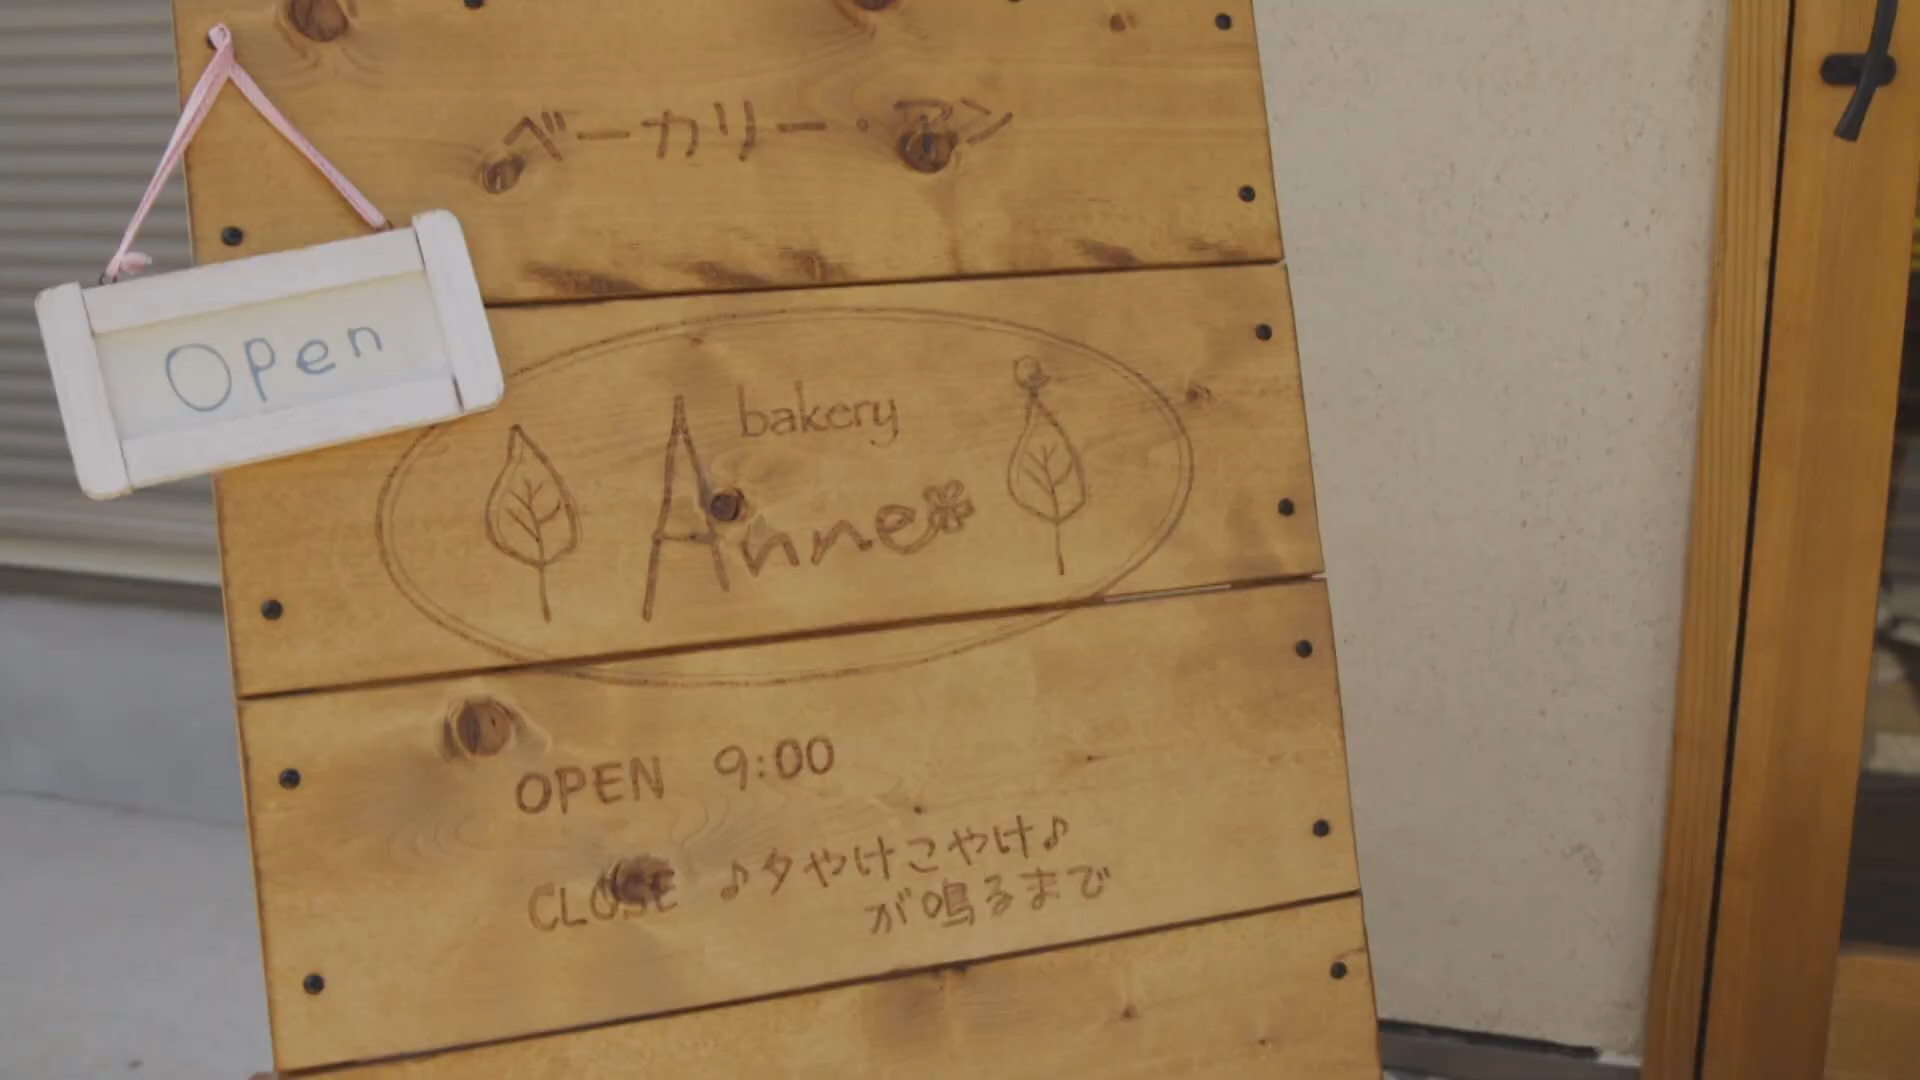 ベーカリー・アン
Open
bakery
Anne
OPEN 9:00
CLOSE ♪夕やけこやけ♪
が鳴るまで